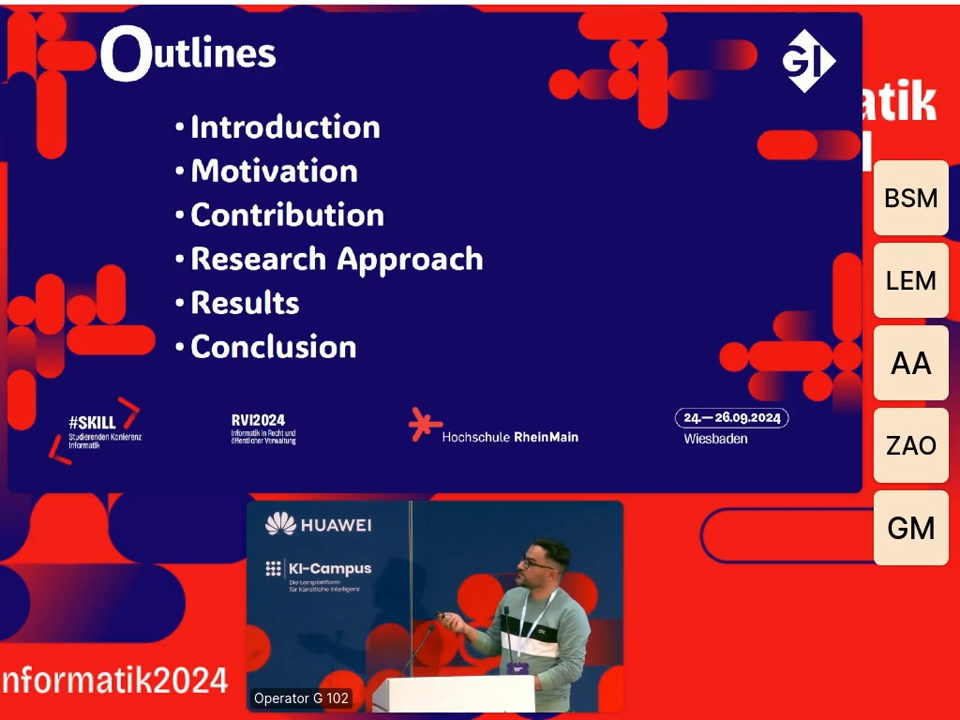 Outlines
GI
• Introduction
• Motivation
• Contribution
• Research Approach
• Results
• Conclusion
#SKILL
Studierenden Konferenz
Informatik
RVI2024
Informatik in Recht und
öffentlicher Verwaltung
Hochschule RheinMain
24.—26.09.2024
Wiesbaden
atik
BSM
LEM
AA
ZAO
GM
HUAWEI
KI-Campus
Die Lernplattform
für Künstliche Intelligenz
Operator G 102
nformatik2024